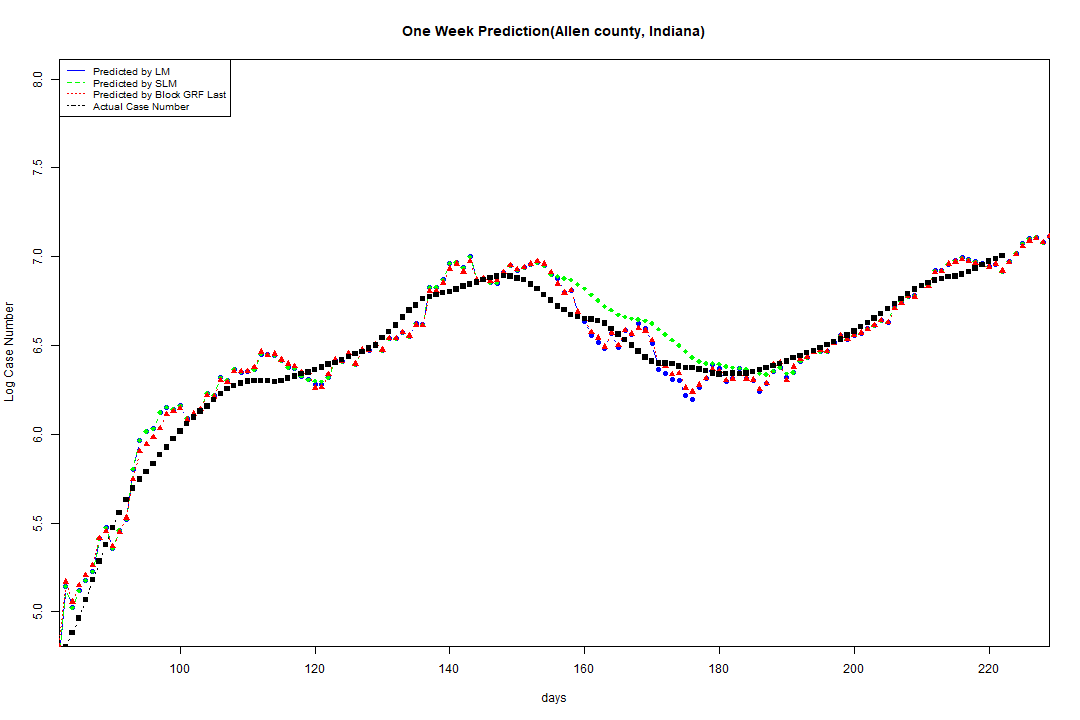 One Week Prediction(Allen county, Indiana)
Predicted by LM
Predicted by SLM
Predicted by Block GRF Last
Actual Case Number
Log Case Number
8.0
7.5
7.0
6.5
6.0
5.5
5.0
100 120 140 160 180 200 220
days